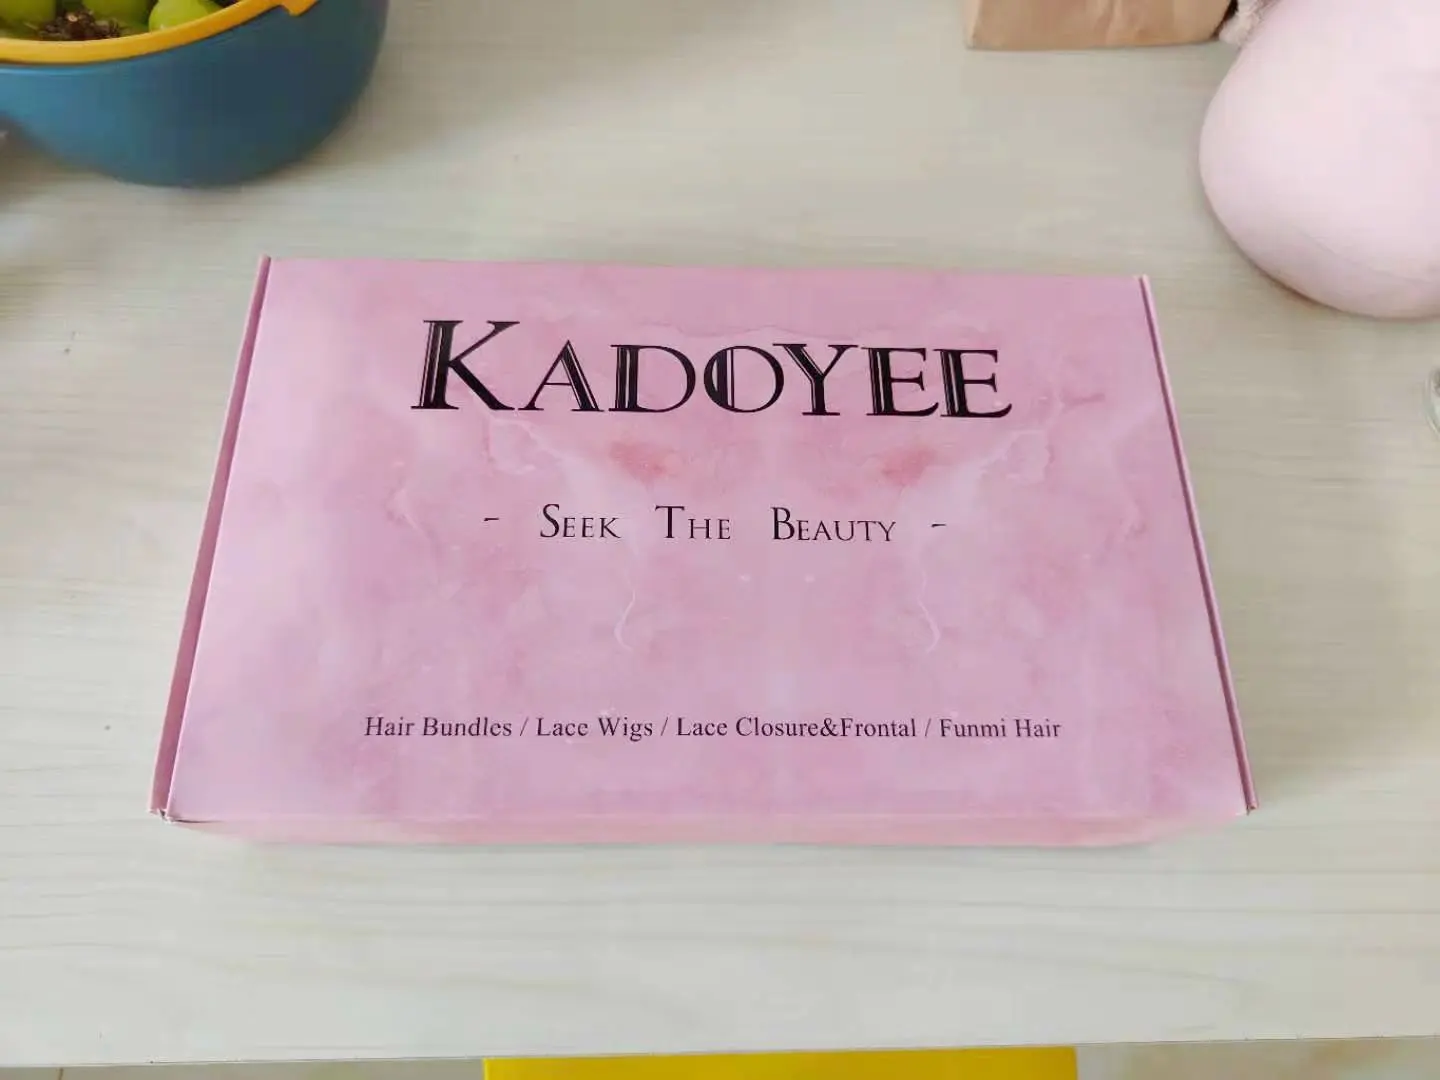 KADOYEE
- SEEK THE BEAUTY -
Hair Bundles / Lace Wigs / Lace Closure&Frontal / Funmi Hair